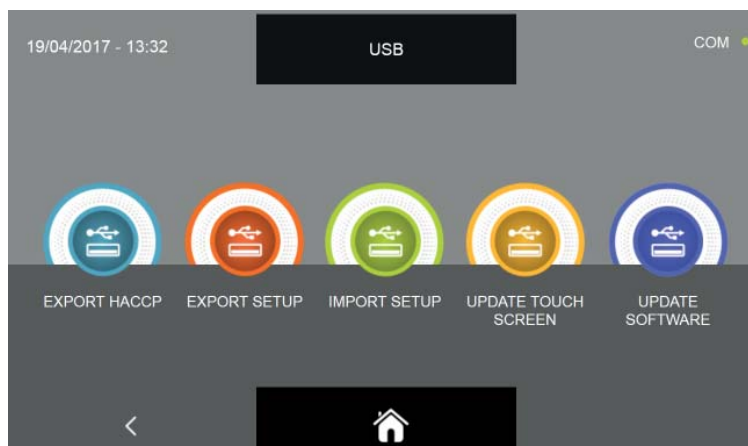 19/04/2017 - 13:32
USB
COM
EXPORT HACCP
EXPORT SETUP
IMPORT SETUP
UPDATE TOUCH
SCREEN
UPDATE
SOFTWARE